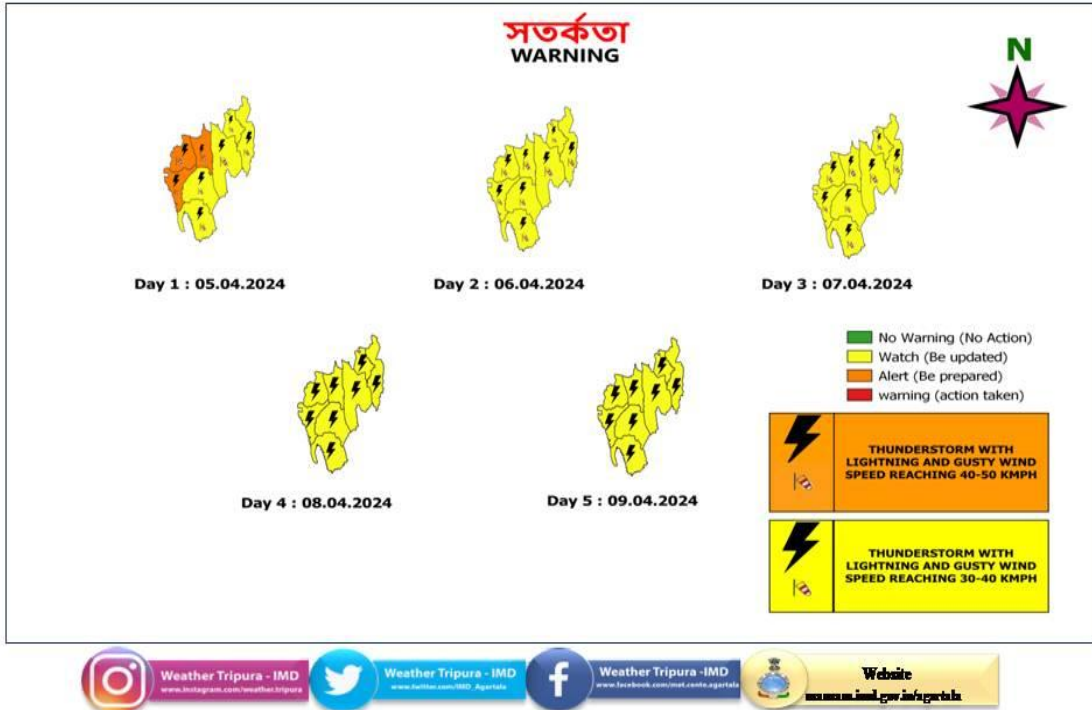 সতর্কতা
WARNING
N
Day 1 : 05.04.2024
Day 2 : 06.04.2024
Day 3 : 07.04.2024
No Warning (No Action)
Watch (Be updated)
Alert (Be prepared)
warning (action taken)
Day 4 : 08.04.2024
Day 5 : 09.04.2024
THUNDERSTORM WITH
LIGHTNING AND GUSTY WIND
SPEED REACHING 40-50 KMPH
THUNDERSTORM WITH
LIGHTNING AND GUSTY WIND
SPEED REACHING 30-40 KMPH
Weather Tripura - IMD
www.instagram.com/weather.tripura
Weather Tripura - IMD
www.twitter.com/IMD_Agartala
Weather Tripura -IMD
www.facebook.com/met.centre.agartala
Website